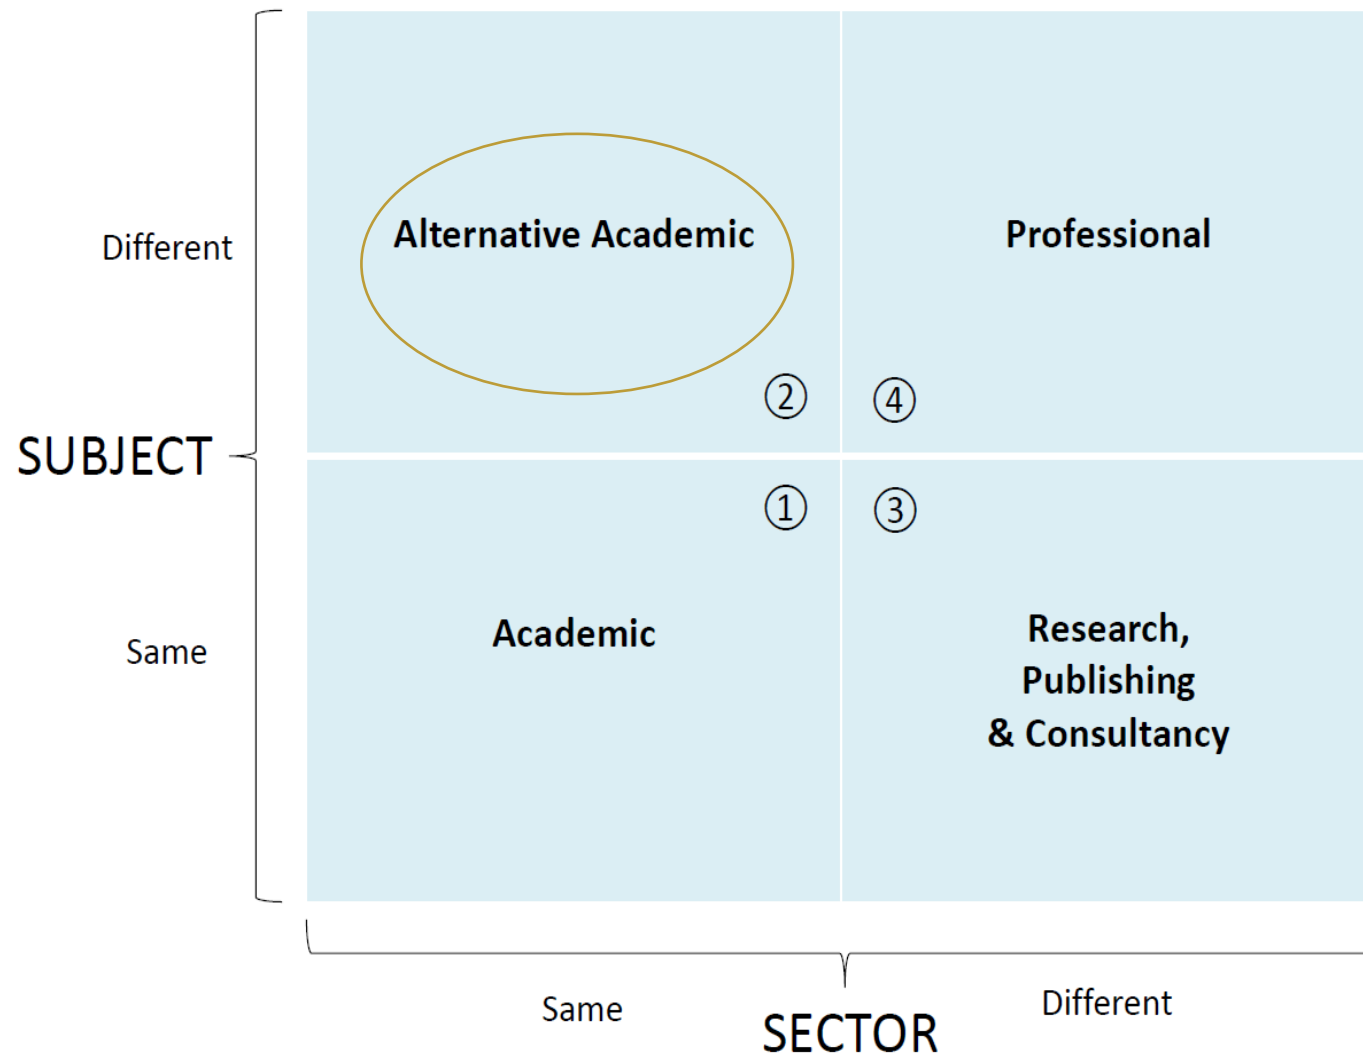 Different
Alternative Academic
Professional
②
④
SUBJECT
①
③
Same
Academic
Research,
Publishing
& Consultancy
Same
Different
SECTOR